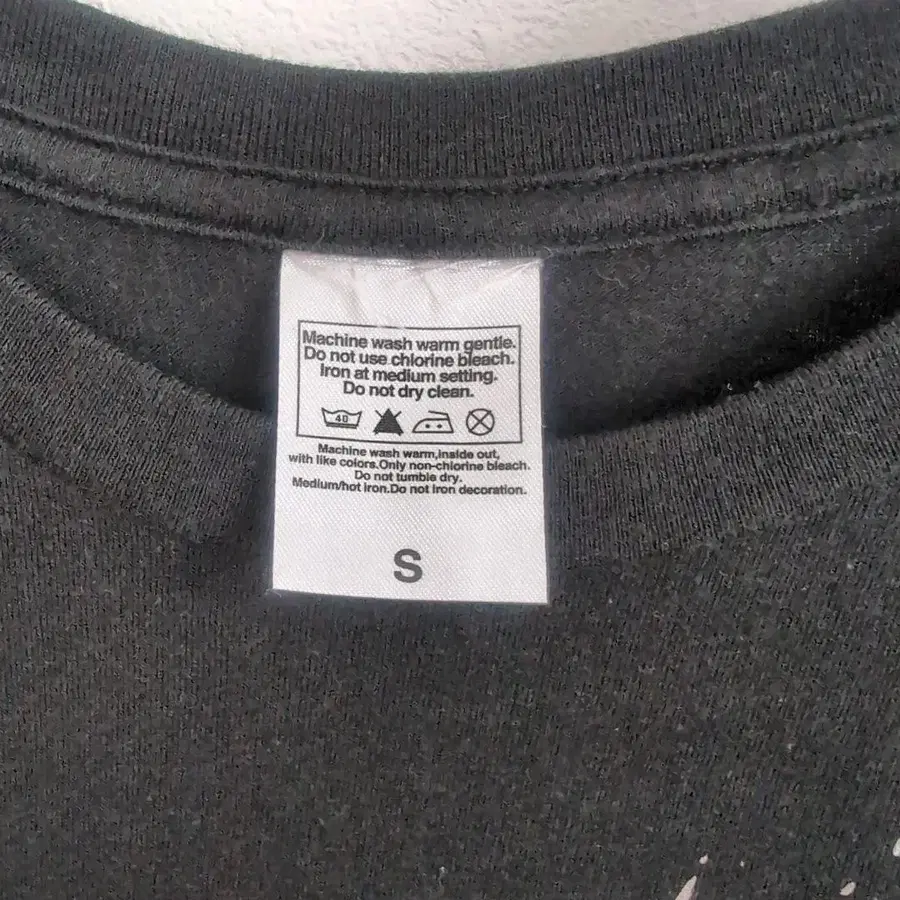 Machine wash warm gentle.
Do not use chlorine bleach.
Iron at medium setting.
Do not dry clean.
40
Machine wash warm,inside out,
with like colors.Only non-chlorine bleach.
Do not tumble dry.
Medium/hot iron.Do not iron decoration.
S